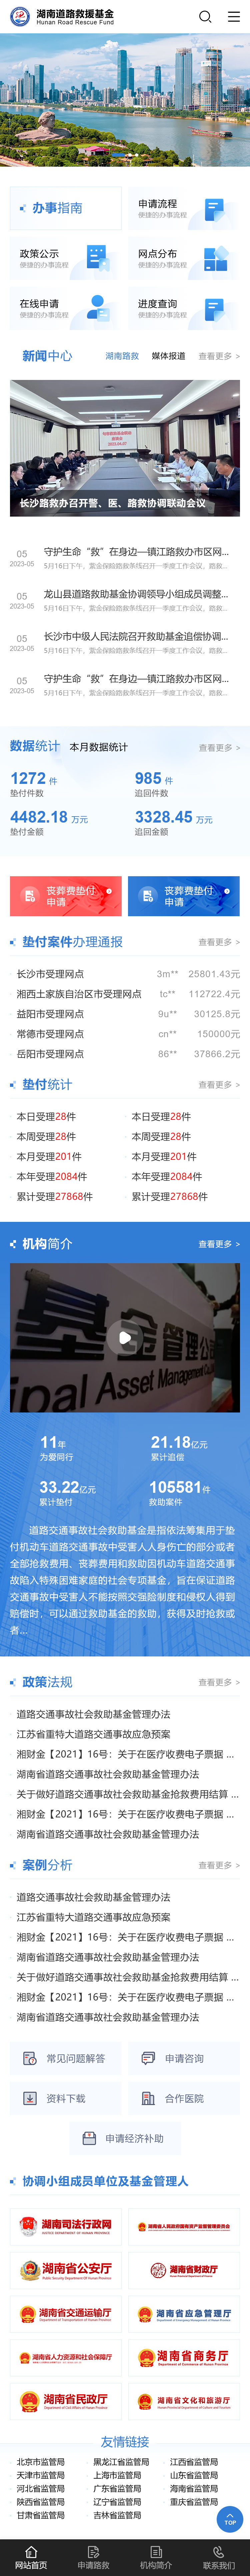 湖南道路救援基金
Hunan Road Rescue Fund
办事指南
申请流程
便捷的办事流程
政策公示
便捷的办事流程
网点分布
便捷的办事流程
在线申请
便捷的办事流程
进度查询
便捷的办事流程
新闻中心 湖南路救 媒体报道 查看更多 >
长沙路救办召开警、医、路救协调联动会议
05
2023-05
守护生命“救”在身边—镇江路救办市区网...
5月16日下午，紫金保险路救条线召开一季度工作会议，路救...
05
2023-05
龙山县道路救助基金协调领导小组成员调整...
5月16日下午，紫金保险路救条线召开一季度工作会议，路救...
05
2023-05
长沙市中级人民法院召开救助基金追偿协调...
5月16日下午，紫金保险路救条线召开一季度工作会议，路救...
05
2023-05
守护生命“救”在身边—镇江路救办市区网...
5月16日下午，紫金保险路救条线召开一季度工作会议，路救...
数据统计 本月数据统计 查看更多 >
1272 件
垫付件数
985 件
追回件数
4482.18 万元
垫付金额
3328.45 万元
追回金额
丧葬费垫付
申请
丧葬费垫付
申请
垫付案件办理通报 查看更多 >
长沙市受理网点 3m** 25801.43元
湘西土家族自治区市受理网点 tc** 112722.4元
益阳市受理网点 9u** 30125.8元
常德市受理网点 cn** 150000元
岳阳市受理网点 86** 37866.2元
垫付统计 查看更多 >
本日受理28件 本日受理28件
本周受理28件 本周受理28件
本月受理201件 本月受理201件
本年受理2084件 本年受理2084件
累计受理27868件 累计受理27868件
机构简介 查看更多 >
ipal Asset Management
11年
为爱同行
21.18亿元
累计追偿
33.22亿元
累计垫付
105581件
救助案件
道路交通事故社会救助基金是指依法筹集用于垫
付机动车道路交通事故中受害人人身伤亡的部分或者
全部抢救费用、丧葬费用和救助因机动车道路交通事
故陷入特殊困难家庭的社会专项基金，旨在保证道路
交通事故中受害人不能按照交强险制度和侵权人得到
赔偿时，可以通过救助基金的救助，获得及时抢救或
者...
政策法规 查看更多 >
道路交通事故社会救助基金管理办法
江苏省重特大道路交通事故应急预案
湘财金【2021】16号：关于在医疗收费电子票据 ...
湖南省道路交通事故社会救助基金管理办法
关于做好道路交通事故社会救助基金抢救费用结算 ...
湘财金【2021】16号：关于在医疗收费电子票据 ...
湖南省道路交通事故社会救助基金管理办法
案例分析 查看更多 >
道路交通事故社会救助基金管理办法
江苏省重特大道路交通事故应急预案
湘财金【2021】16号：关于在医疗收费电子票据 ...
湖南省道路交通事故社会救助基金管理办法
关于做好道路交通事故社会救助基金抢救费用结算 ...
湘财金【2021】16号：关于在医疗收费电子票据 ...
湖南省道路交通事故社会救助基金管理办法
常见问题解答 申请咨询
资料下载 合作医院
申请经济补助
协调小组成员单位及基金管理人
湖南司法行政网
湖南省人民政府国有资产监督管理委员会
湖南省公安厅
湖南省财政厅
湖南省交通运输厅
湖南省应急管理厅
湖南省人力资源和社会保障厅
湖南省商务厅
湖南省民政厅
湖南省文化和旅游厅
友情链接
北京市监管局 黑龙江省监管局 江西省监管局
天津市监管局 上海市监管局 山东省监管局
河北省监管局 广东省监管局 海南省监管局
陕西省监管局 辽宁省监管局 重庆省监管局
甘肃省监管局 吉林省监管局
TOP
网站首页 申请路救 机构简介 联系我们